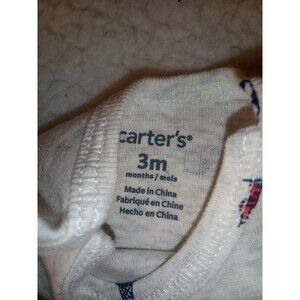 carter's®
3m
months / mois
Made in China
Fabriqué en Chine
Hecho en China